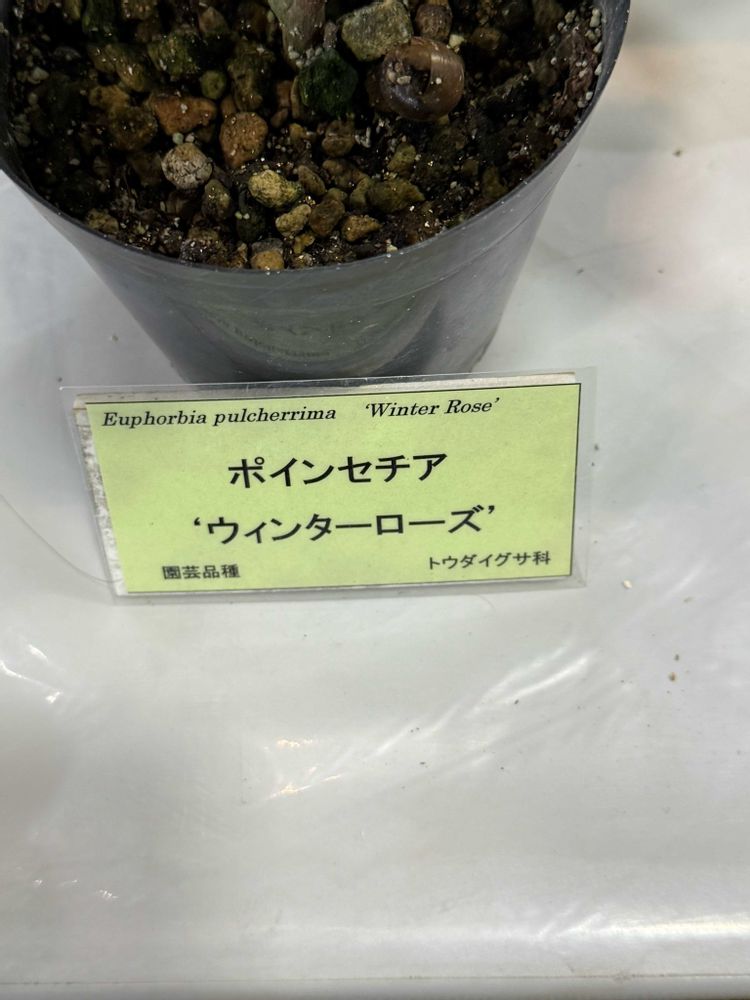 Euphorbia pulcherrima ‘Winter Rose’
ポインセチア
‘ウィンターローズ’
園芸品種 トウダイグサ科